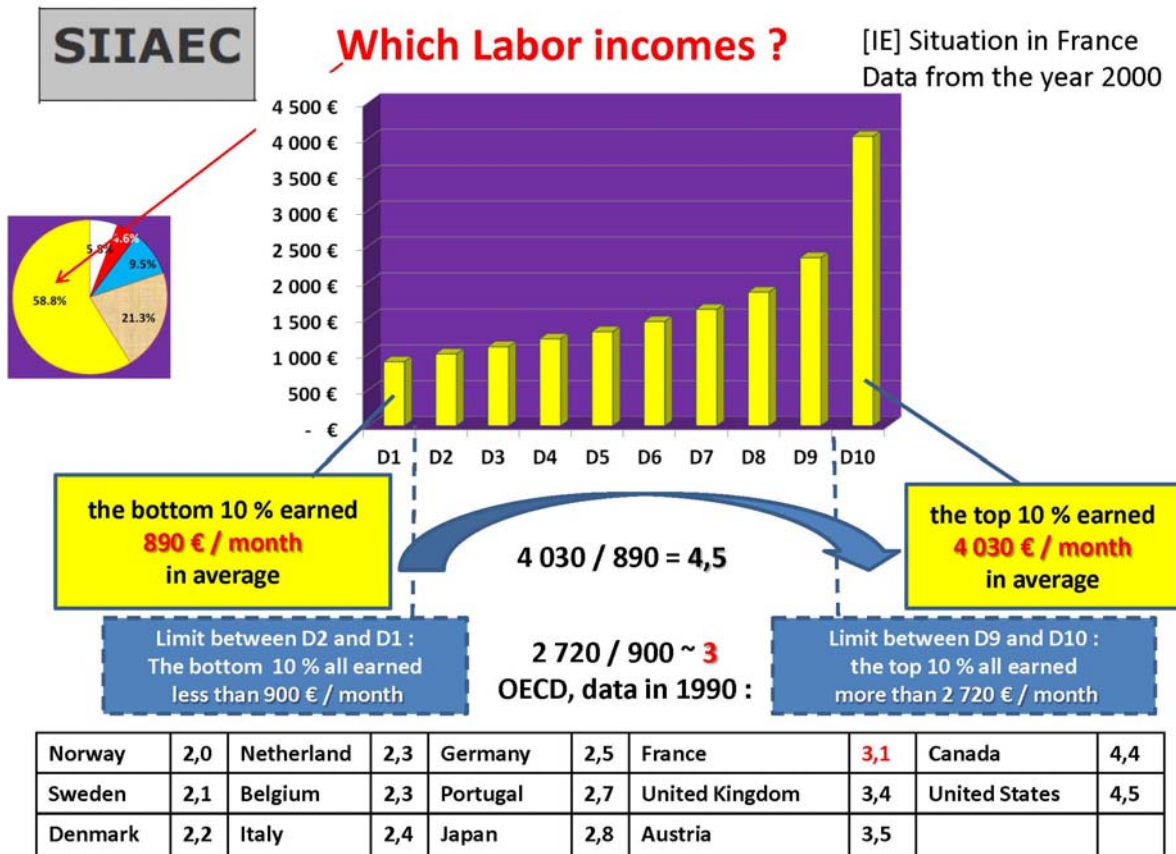 SIIAEC
Which Labor incomes ?
[IE] Situation in France
Data from the year 2000
4 500 €
4 000 €
3 500 €
3 000 €
2 500 €
2 000 €
1 500 €
1 000 €
500 €
- €
D1 D2 D3 D4 D5 D6 D7 D8 D9 D10
5.8%
4.6%
9.5%
21.3%
58.8%
the bottom 10 % earned
890 € / month
in average
4 030 / 890 = 4,5
the top 10 % earned
4 030 € / month
in average
Limit between D2 and D1 :
The bottom 10 % all earned
less than 900 € / month
2 720 / 900 ~ 3
OECD, data in 1990 :
Limit between D9 and D10 :
the top 10 % all earned
more than 2 720 € / month
Norway 2,0 Netherland 2,3 Germany 2,5 France 3,1 Canada 4,4
Sweden 2,1 Belgium 2,3 Portugal 2,7 United Kingdom 3,4 United States 4,5
Denmark 2,2 Italy 2,4 Japan 2,8 Austria 3,5